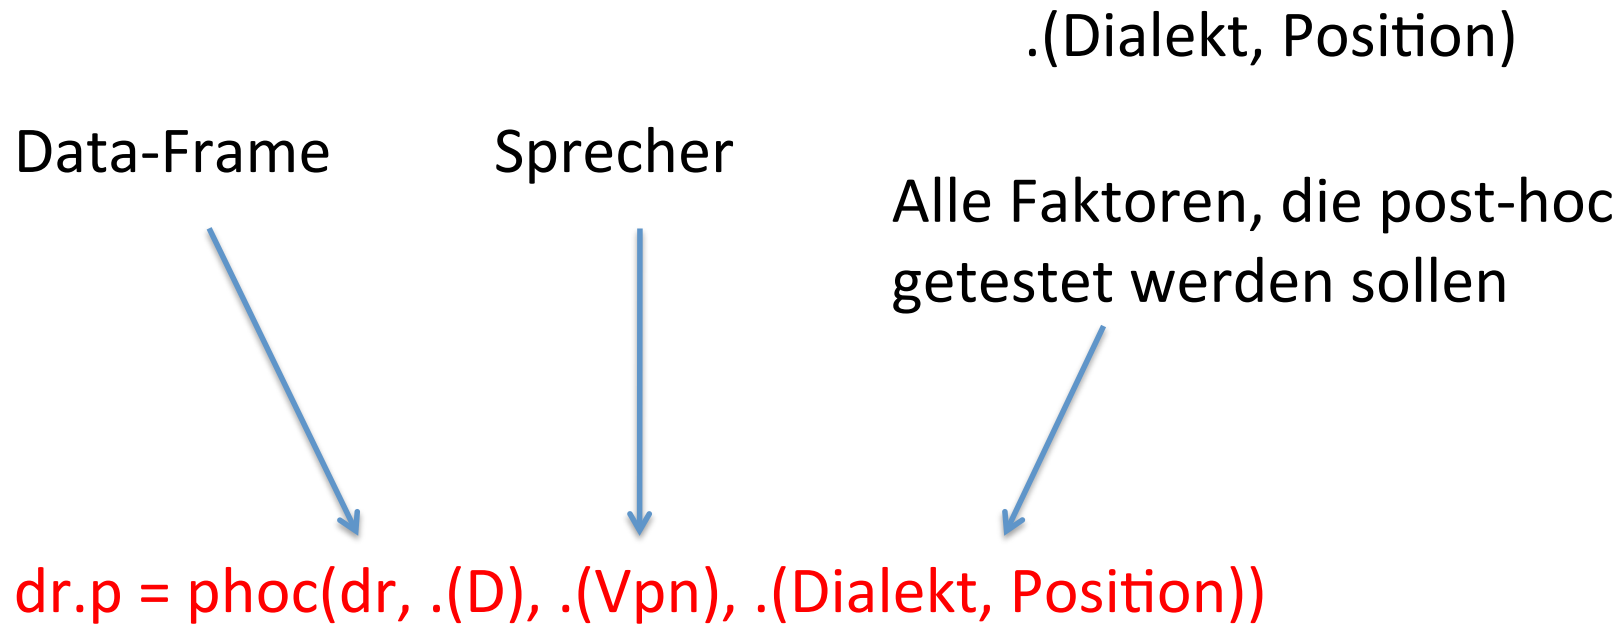 .(Dialekt, Position)
Data-Frame
Sprecher
Alle Faktoren, die post-hoc
getestet werden sollen
dr.p = phoc(dr, .(D), .(Vpn), .(Dialekt, Position))